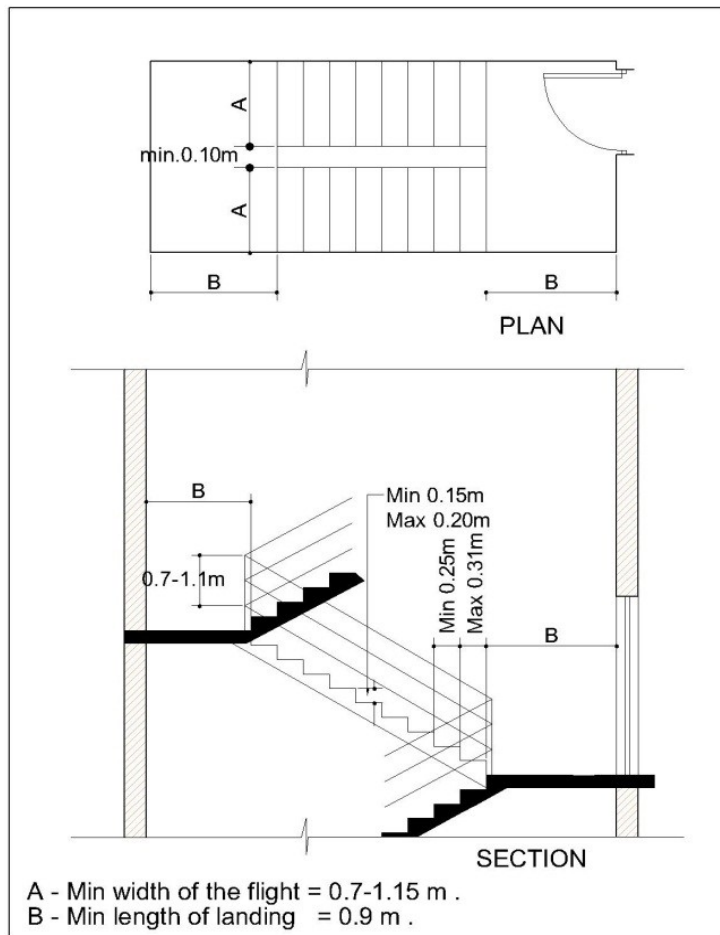 A
min.0.10m
A
B
B
PLAN
B
Min 0.15m
Max 0.20m
Min 0.25m
Max 0.31m
0.7-1.1m
B
SECTION
A - Min width of the flight = 0.7-1.15 m .
B - Min length of landing = 0.9 m .